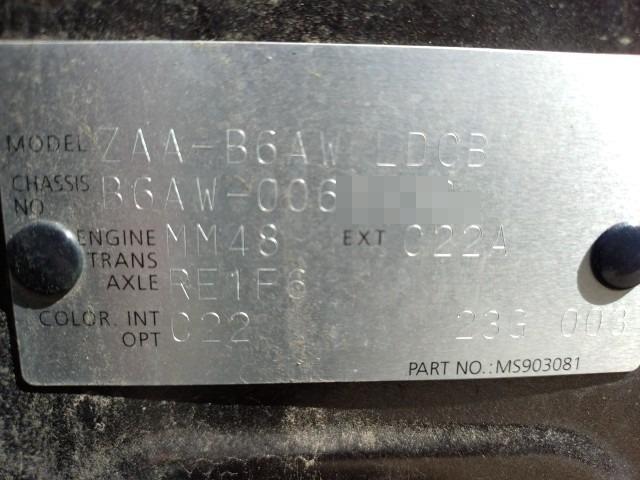 MODEL ZAA-B6AW LDCB
CHASSIS NO B6AW-006
ENGINE MM48 EXT C22A
TRANS AXLE RE1F6
COLOR. INT C22
OPT 23G 003
PART NO.:MS903081